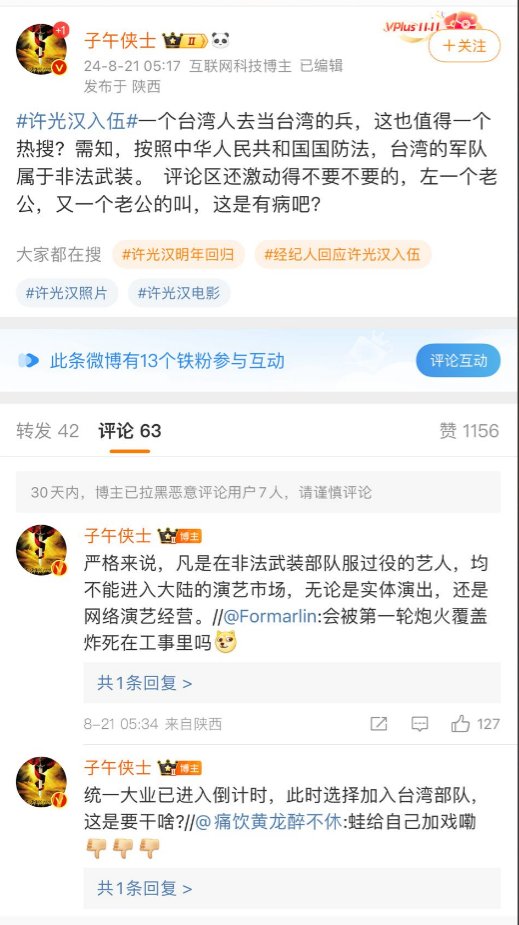 子午侠士 II
+1
24-8-21 05:17 互联网科技博主 已编辑
发布于 陕西
VPlus11.11
+关注
#许光汉入伍#一个台湾人去当台湾的兵，这也值得一个
热搜？需知，按照中华人民共和国国防法，台湾的军队
属于非法武装。 评论区还激动得不要不要的，左一个老
公，又一个老公的叫，这是有病吧？
大家都在搜 #许光汉明年回归 #经纪人回应许光汉入伍
#许光汉照片 #许光汉电影
此条微博有13个铁粉参与互动 评论互动
转发 42 评论 63 赞 1156
30天内，博主已拉黑恶意评论用户7人，请谨慎评论
子午侠士 博主
严格来说，凡是在非法武装部队服过役的艺人，均
不能进入大陆的演艺市场，无论是实体演出，还是
网络演艺经营。//@Formarlin:会被第一轮炮火覆盖
炸死在工事里吗
共1条回复 >
8-21 05:34 来自陕西 127
子午侠士 博主
统一大业已进入倒计时，此时选择加入台湾部队，
这是要干啥?//@痛饮黄龙醉不休:蛙给自己加戏嘞
👎👎👎
共1条回复 >